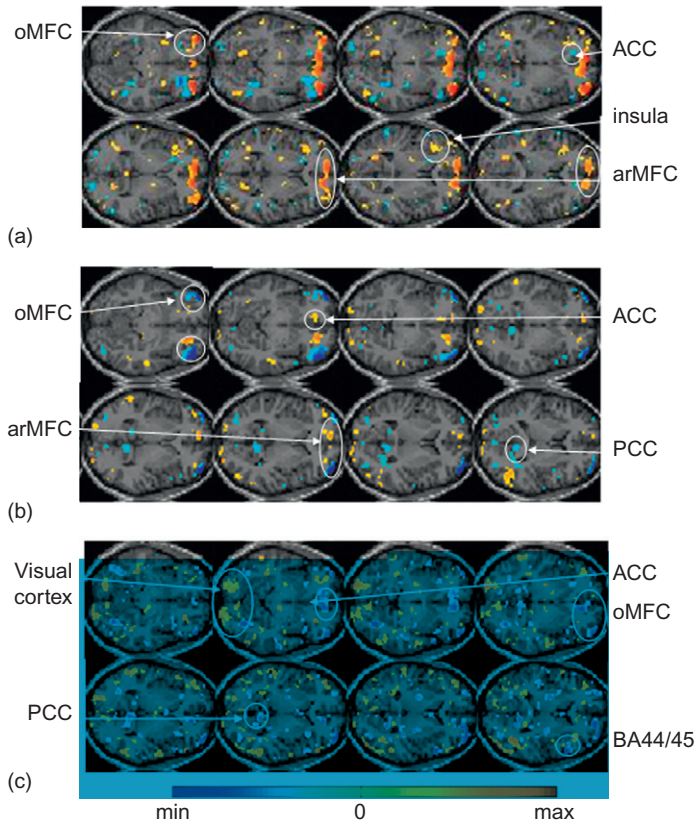 oMFC
ACC
insula
arMFC
(a)
oMFC
ACC
arMFC
PCC
(b)
Visual
cortex
ACC
oMFC
PCC
BA44/45
(c)
min 0 max